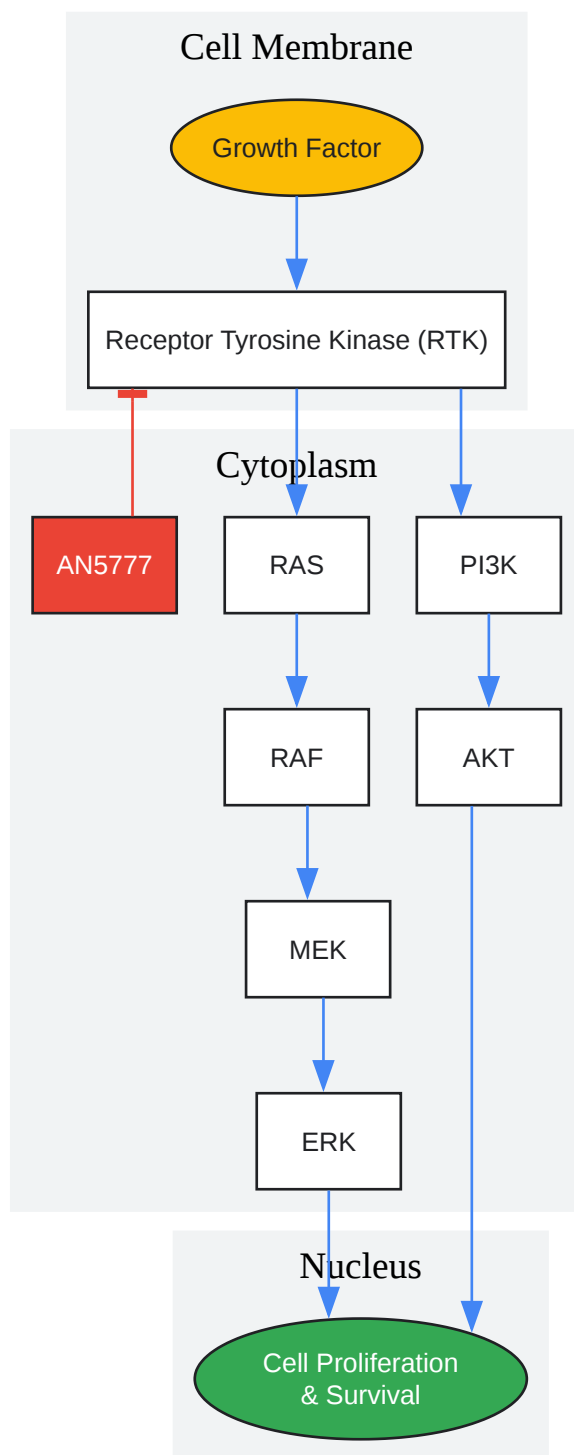 Cell Membrane
Growth Factor
Receptor Tyrosine Kinase (RTK)
Cytoplasm
AN5777
RAS
PI3K
RAF
AKT
MEK
ERK
Nucleus
Cell Proliferation
& Survival